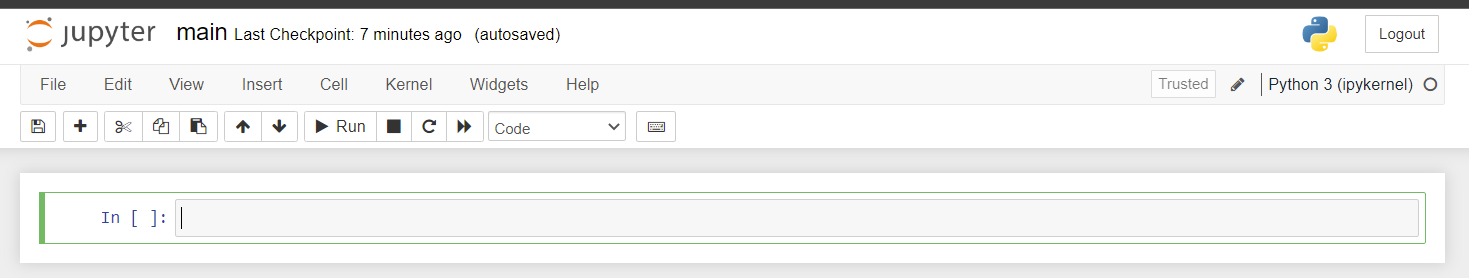 jupyter main Last Checkpoint: 7 minutes ago (autosaved) Logout
File Edit View Insert Cell Kernel Widgets Help Trusted Python 3 (ipykernel)
Run Code
In [ ]: